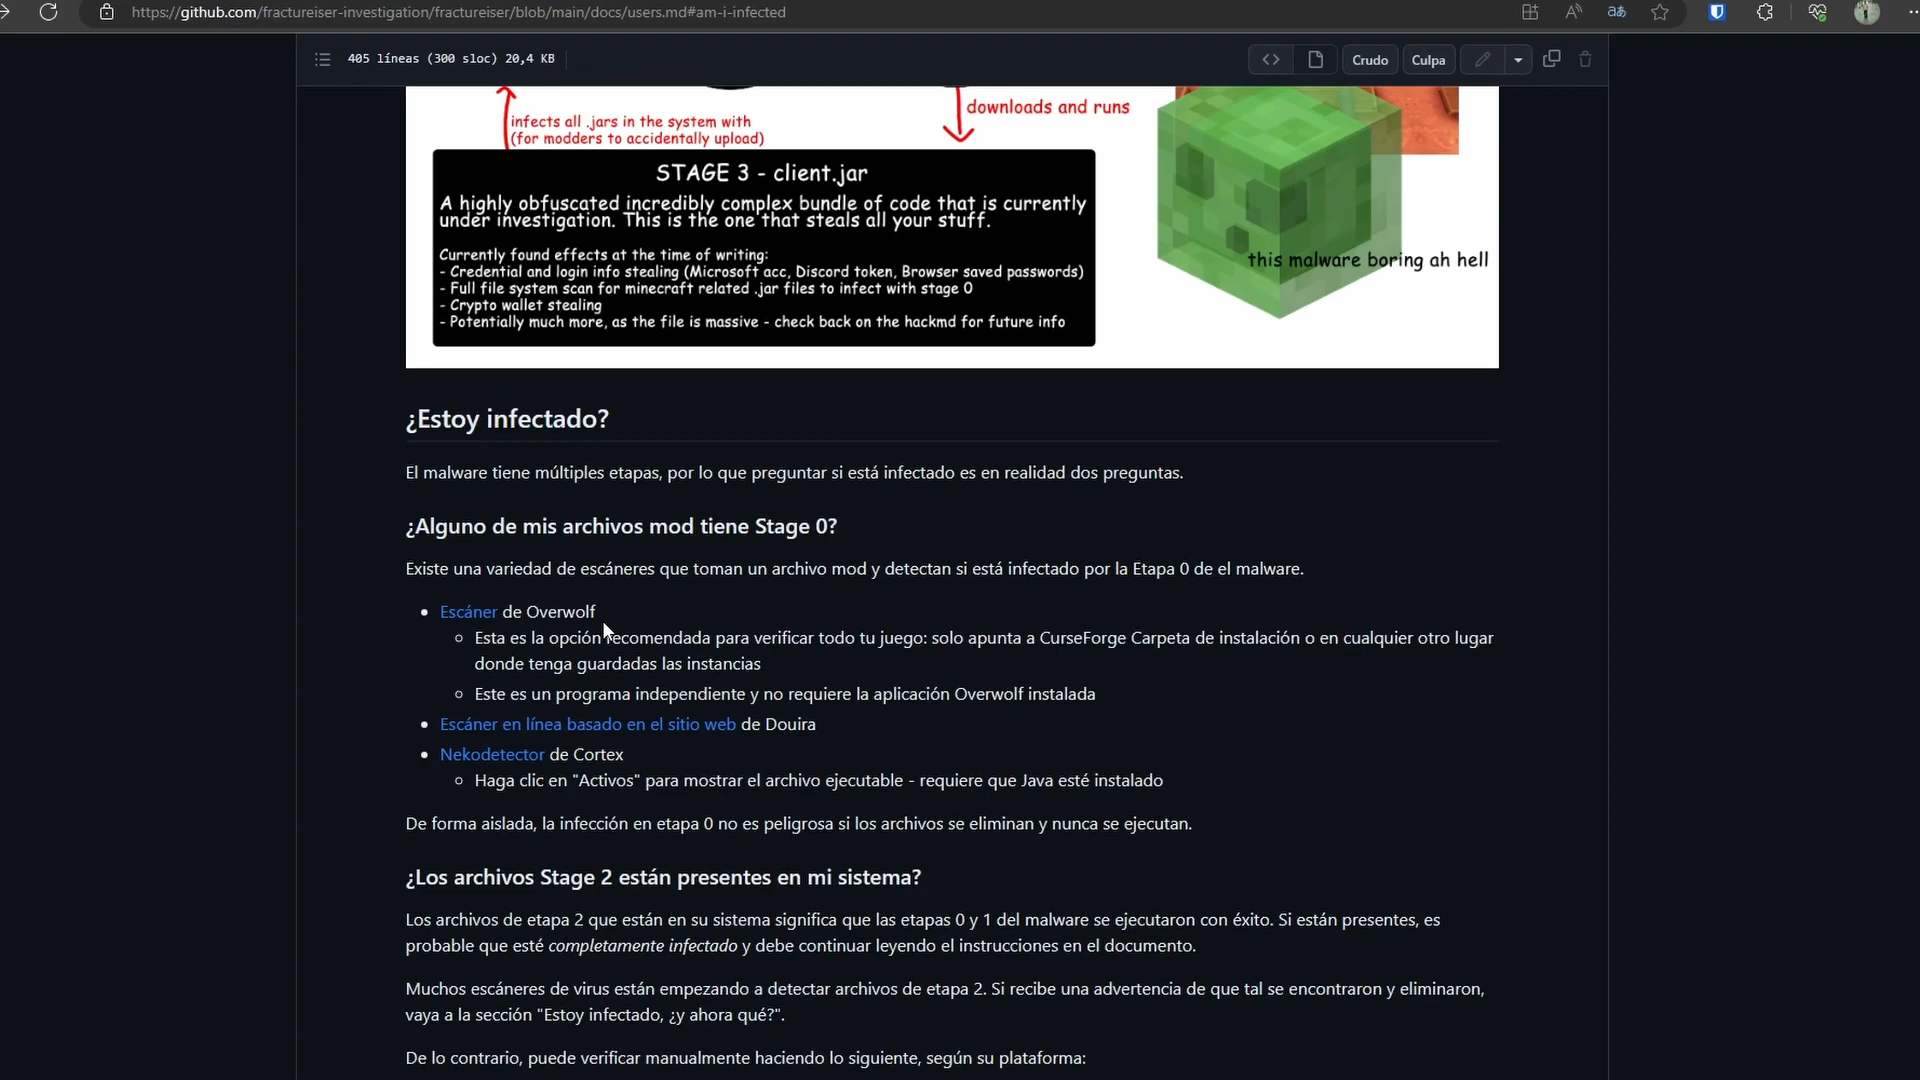 https://github.com/fractureiser-investigation/fractureiser/blob/main/docs/users.md#am-i-infected
405 líneas (300 sloc) 20,4 KB
Crudo
Culpa
infects all .jars in the system with
(for modders to accidentally upload)
downloads and runs
STAGE 3 - client.jar
A highly obfuscated incredibly complex bundle of code that is currently
under investigation. This is the one that steals all your stuff.
Currently found effects at the time of writing:
- Credential and login info stealing (Microsoft acc, Discord token, Browser saved passwords)
- Full file system scan for minecraft related .jar files to infect with stage 0
- Crypto wallet stealing
- Potentially much more, as the file is massive - check back on the hackmd for future info
this malware boring ah hell
¿Estoy infectado?
El malware tiene múltiples etapas, por lo que preguntar si está infectado es en realidad dos preguntas.
¿Alguno de mis archivos mod tiene Stage 0?
Existe una variedad de escáneres que toman un archivo mod y detectan si está infectado por la Etapa 0 de el malware.
Escáner de Overwolf
Esta es la opción recomendada para verificar todo tu juego: solo apunta a CurseForge Carpeta de instalación o en cualquier otro lugar
donde tenga guardadas las instancias
Este es un programa independiente y no requiere la aplicación Overwolf instalada
Escáner en línea basado en el sitio web de Douira
Nekodetector de Cortex
Haga clic en "Activos" para mostrar el archivo ejecutable - requiere que Java esté instalado
De forma aislada, la infección en etapa 0 no es peligrosa si los archivos se eliminan y nunca se ejecutan.
¿Los archivos Stage 2 están presentes en mi sistema?
Los archivos de etapa 2 que están en su sistema significa que las etapas 0 y 1 del malware se ejecutaron con éxito. Si están presentes, es
probable que esté completamente infectado y debe continuar leyendo el instrucciones en el documento.
Muchos escáneres de virus están empezando a detectar archivos de etapa 2. Si recibe una advertencia de que tal se encontraron y eliminaron,
vaya a la sección "Estoy infectado, ¿y ahora qué?".
De lo contrario, puede verificar manualmente haciendo lo siguiente, según su plataforma: